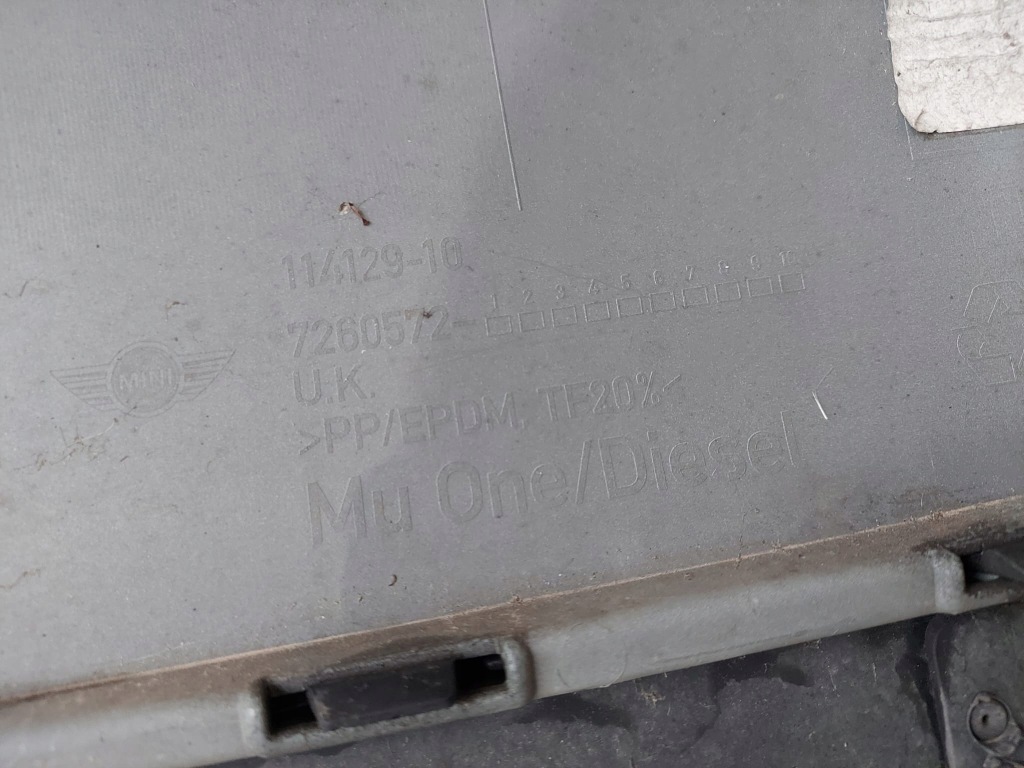 114129-10
1 2 3 4 5 6 7 8 9 10
7260572-
MINI
U.K.
>PP/EPDM, TF20%<
Mu One/Diesel